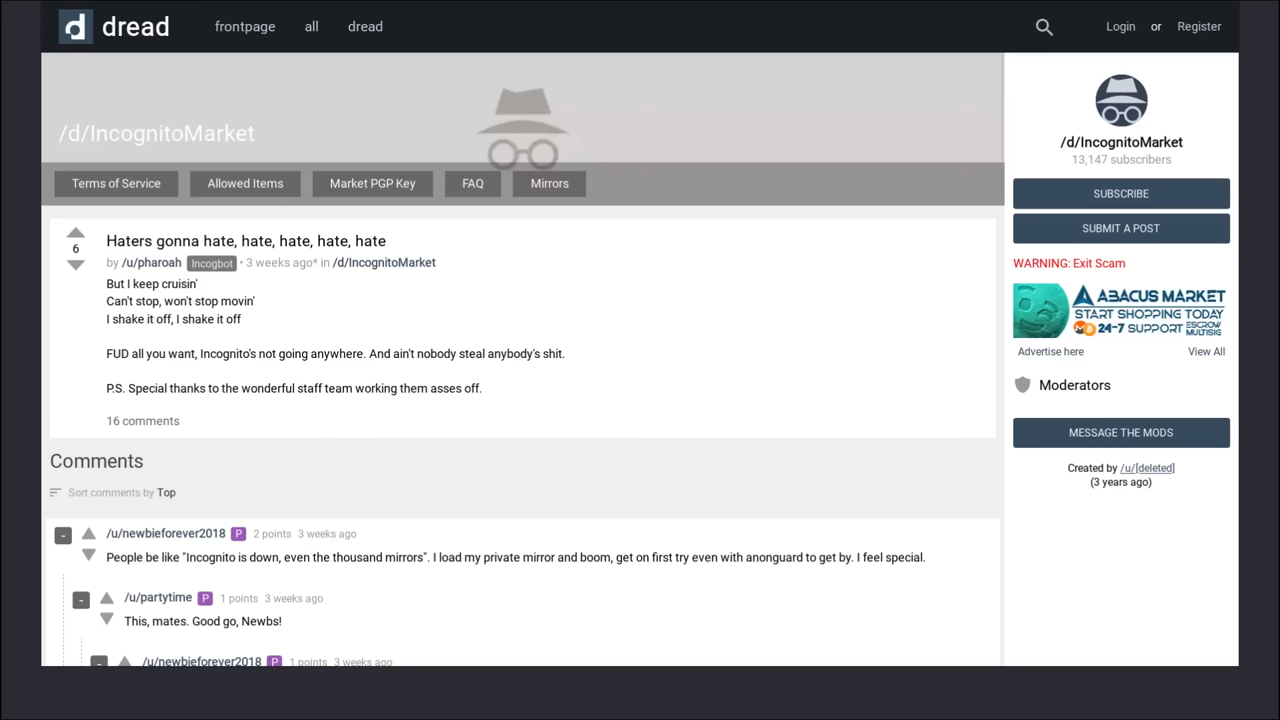 dread frontpage all dread Login or Register
/d/IncognitoMarket
Terms of Service Allowed Items Market PGP Key FAQ Mirrors
6
Haters gonna hate, hate, hate, hate, hate
by /u/pharoah Incogbot • 3 weeks ago* in /d/IncognitoMarket
But I keep cruisin'
Can't stop, won't stop movin'
I shake it off, I shake it off
FUD all you want, Incognito's not going anywhere. And ain't nobody steal anybody's shit.
P.S. Special thanks to the wonderful staff team working them asses off.
16 comments
Comments
Sort comments by Top
- /u/newbieforever2018 P 2 points 3 weeks ago
People be like "Incognito is down, even the thousand mirrors". I load my private mirror and boom, get on first try even with anonguard to get by. I feel special.
- /u/partytime P 1 points 3 weeks ago
This, mates. Good go, Newbs!
- /u/newbieforever2018 P 1 points 3 weeks ago
/d/IncognitoMarket
13,147 subscribers
SUBSCRIBE
SUBMIT A POST
WARNING: Exit Scam
ABACUS MARKET
START SHOPPING TODAY
24-7 SUPPORT ESCROW
MULTISIG
Advertise here View All
Moderators
MESSAGE THE MODS
Created by /u/[deleted]
(3 years ago)